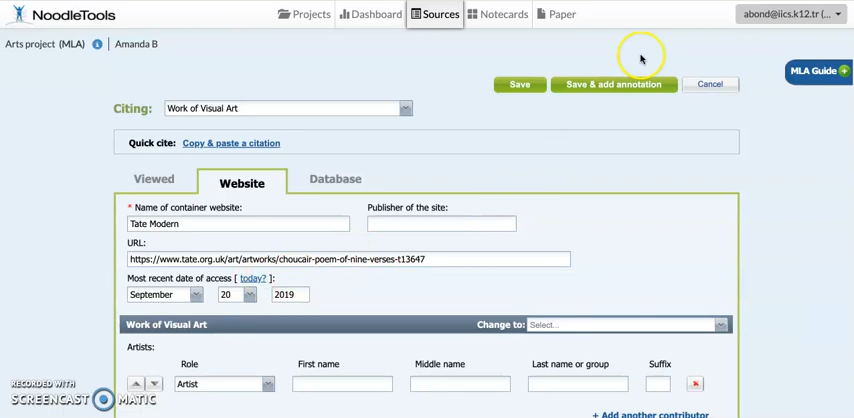 NoodleTools
Projects
Dashboard
Sources
Notecards
Paper
abond@iics.k12.tr (...
Arts project (MLA)
i
Amanda B
MLA Guide
Save
Save & add annotation
Cancel
Citing:
Work of Visual Art
Quick cite: Copy & paste a citation
Viewed
Website
Database
* Name of container website:
Publisher of the site:
Tate Modern
URL:
https://www.tate.org.uk/art/artworks/choucair-poem-of-nine-verses-t13647
Most recent date of access [ today? ]:
September
20
2019
Work of Visual Art
Change to:
Select...
Artists:
Role
First name
Middle name
Last name or group
Suffix
Artist
+ Add another contributor
RECORDED WITH
SCREENCAST MATIC